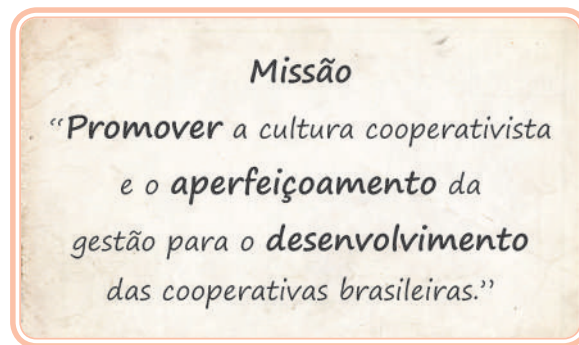 Missão
“Promover a cultura cooperativista
e o aperfeiçoamento da
gestão para o desenvolvimento
das cooperativas brasileiras.”